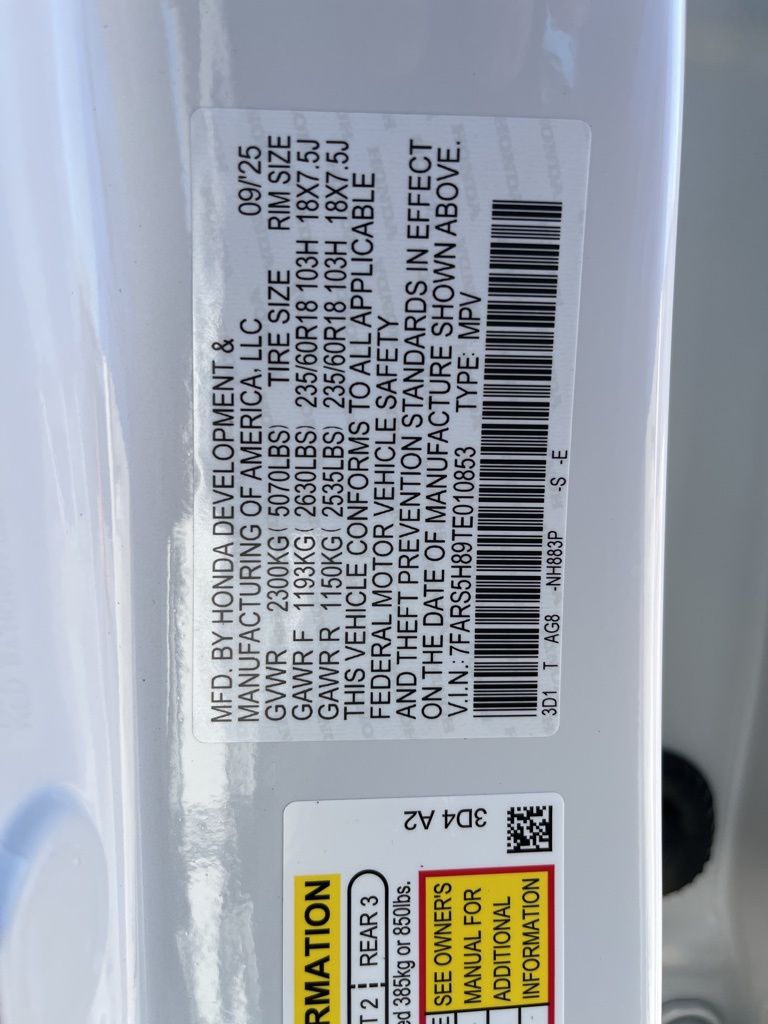 MFD. BY HONDA DEVELOPMENT &
MANUFACTURING OF AMERICA, LLC 09/'25
GVWR 2300KG( 5070LBS) TIRE SIZE RIM SIZE
GAWR F 1193KG( 2630LBS) 235/60R18 103H 18X7.5J
GAWR R 1150KG( 2535LBS) 235/60R18 103H 18X7.5J
THIS VEHICLE CONFORMS TO ALL APPLICABLE
FEDERAL MOTOR VEHICLE SAFETY
AND THEFT PREVENTION STANDARDS IN EFFECT
ON THE DATE OF MANUFACTURE SHOWN ABOVE.
V.I.N.: 7FARS5H89TE010853 TYPE: MPV
3D1 T AG8 -NH883P -S -E
3D4 A2
RMATION
T 2 REAR 3
ed 385kg or 850lbs.
SEE OWNER'S
MANUAL FOR
ADDITIONAL
INFORMATION